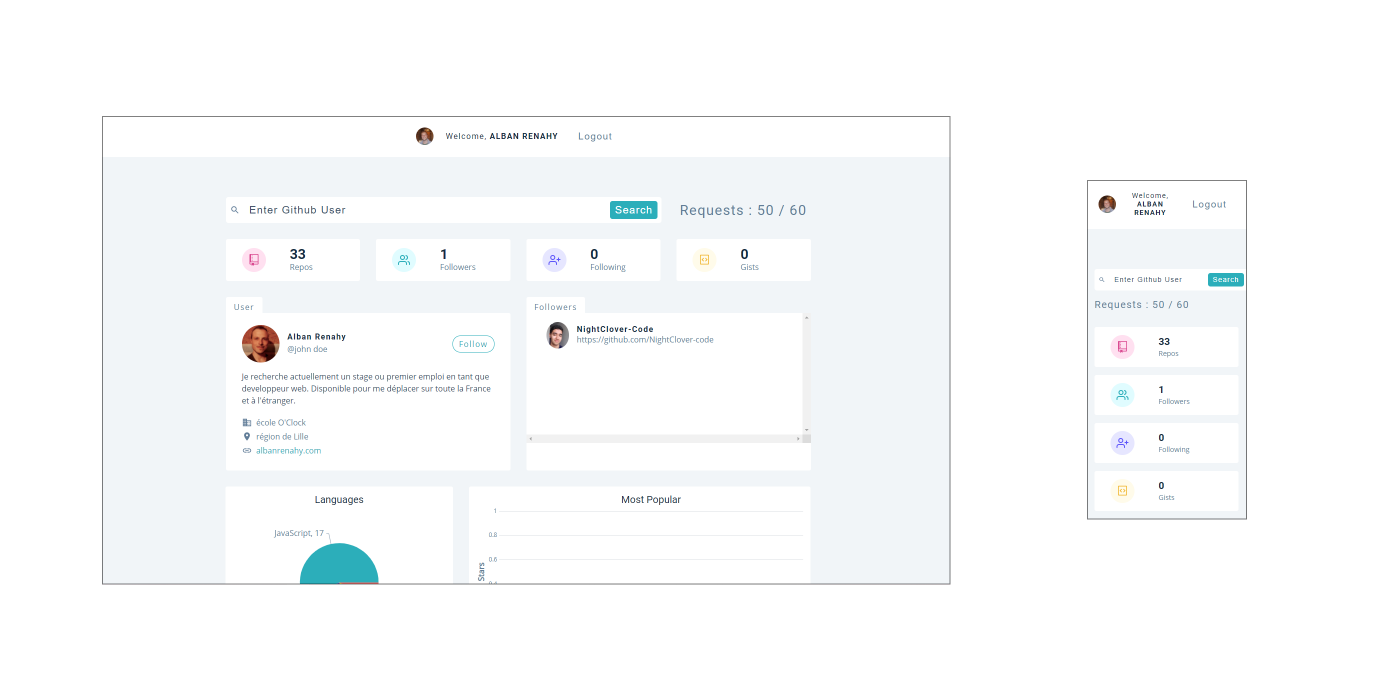 Welcome, ALBAN RENAHY
Logout
Enter Github User
Search
Requests : 50 / 60
33
Repos
1
Followers
0
Following
0
Gists
User
Alban Renahy
@john doe
Follow
Je recherche actuellement un stage ou premier emploi en tant que
developpeur web. Disponible pour me déplacer sur toute la France
et à l'étranger.
école O'Clock
région de Lille
albanrenahy.com
Followers
NightClover-Code
https://github.com/NightClover-code
Languages
JavaScript, 17
Most Popular
1
0.8
0.6
Stars
Welcome,
ALBAN
RENAHY
Logout
Enter Github User
Search
Requests : 50 / 60
33
Repos
1
Followers
0
Following
0
Gists